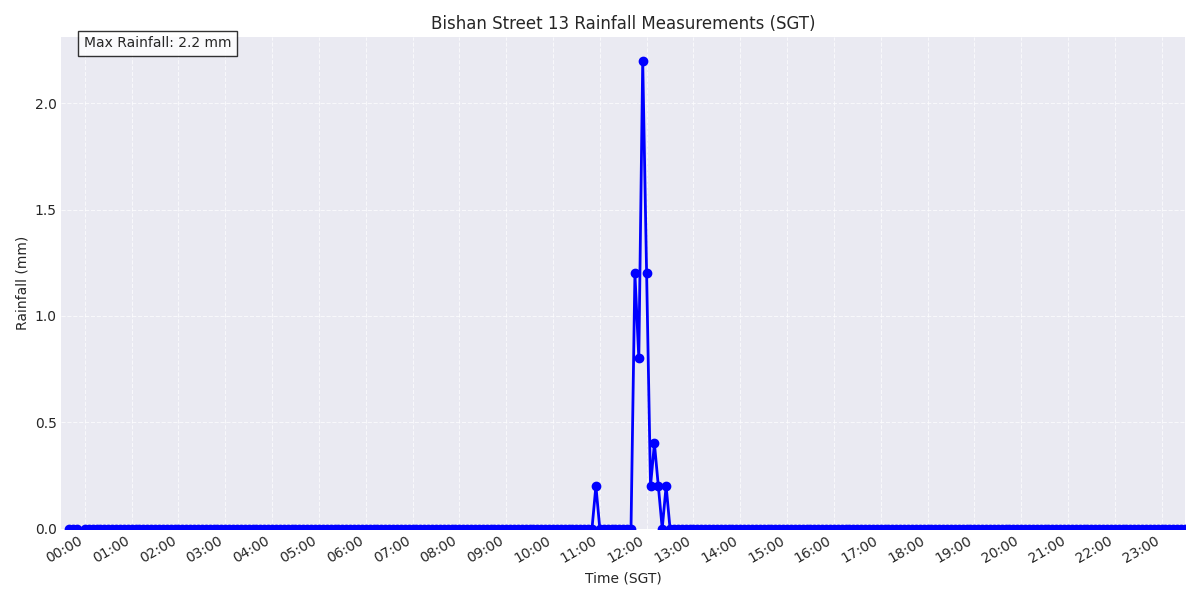 Bishan Street 13 Rainfall Measurements (SGT)
Max Rainfall: 2.2 mm
Rainfall (mm)
2.0
1.5
1.0
0.5
0.0
00:00 01:00 02:00 03:00 04:00 05:00 06:00 07:00 08:00 09:00 10:00 11:00 12:00 13:00 14:00 15:00 16:00 17:00 18:00 19:00 20:00 21:00 22:00 23:00
Time (SGT)